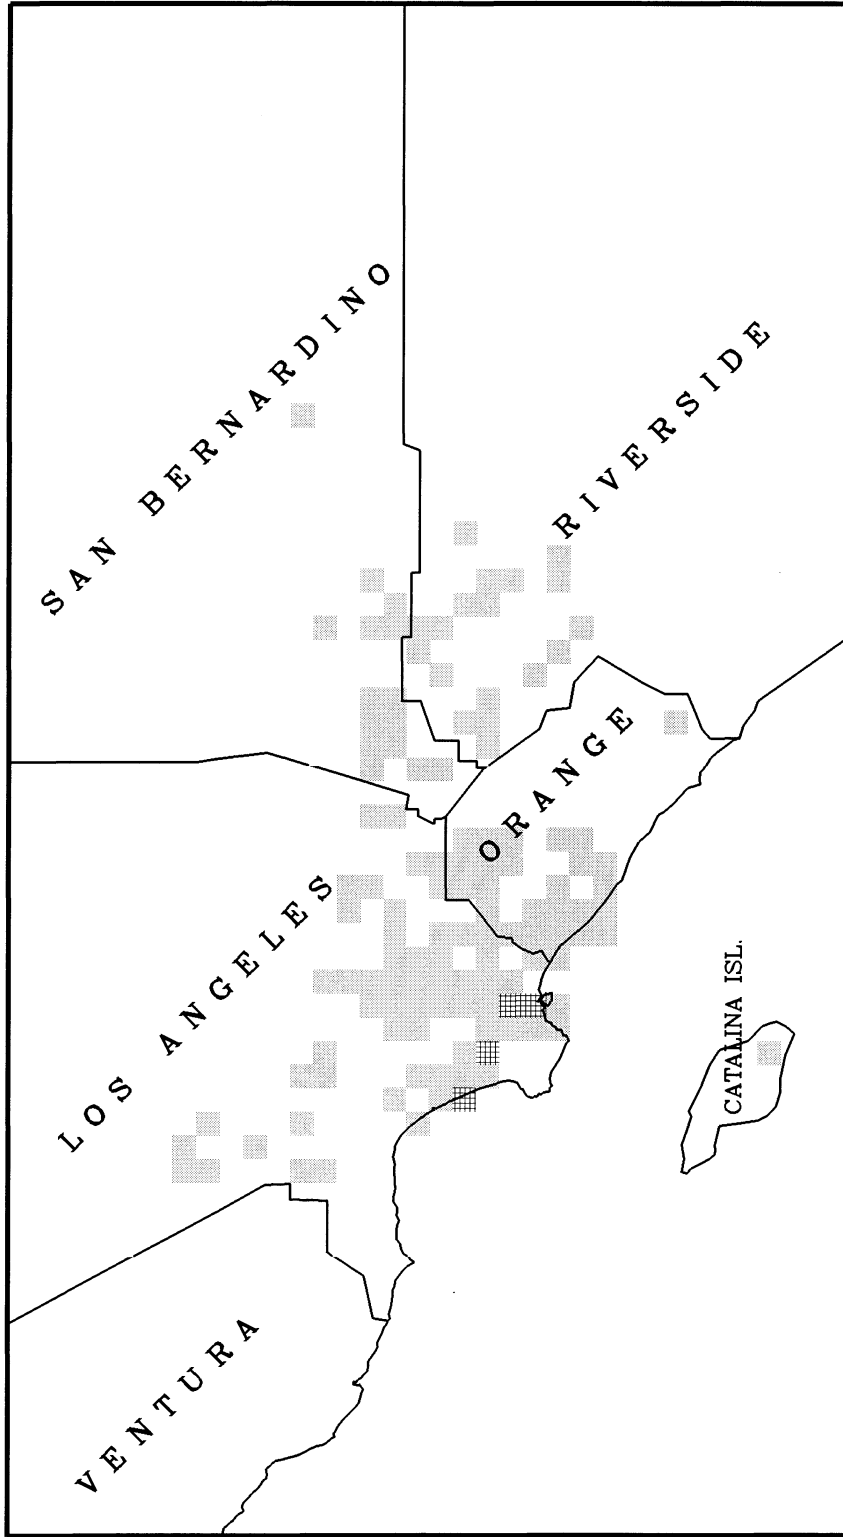 SAN BERNARDINO
RIVERSIDE
ORANGE
LOS ANGELES
CATALINA ISL.
VENTURA